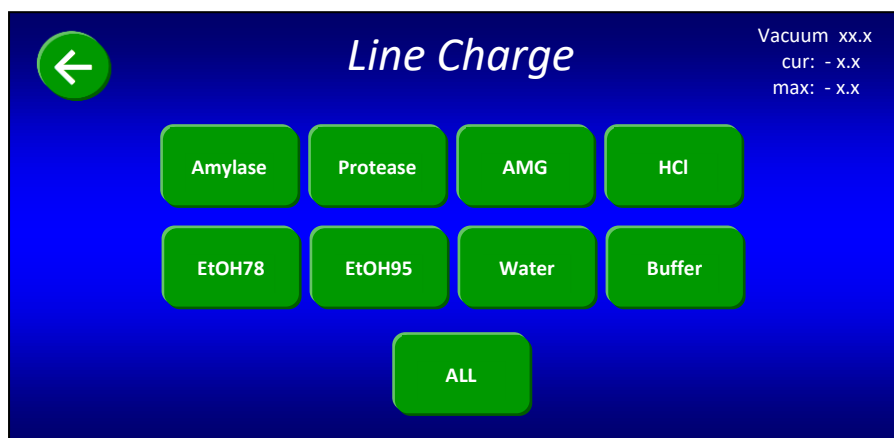 Line Charge
Vacuum xx.x
cur: - x.x
max: - x.x
Amylase
Protease
AMG
HCl
EtOH78
EtOH95
Water
Buffer
ALL